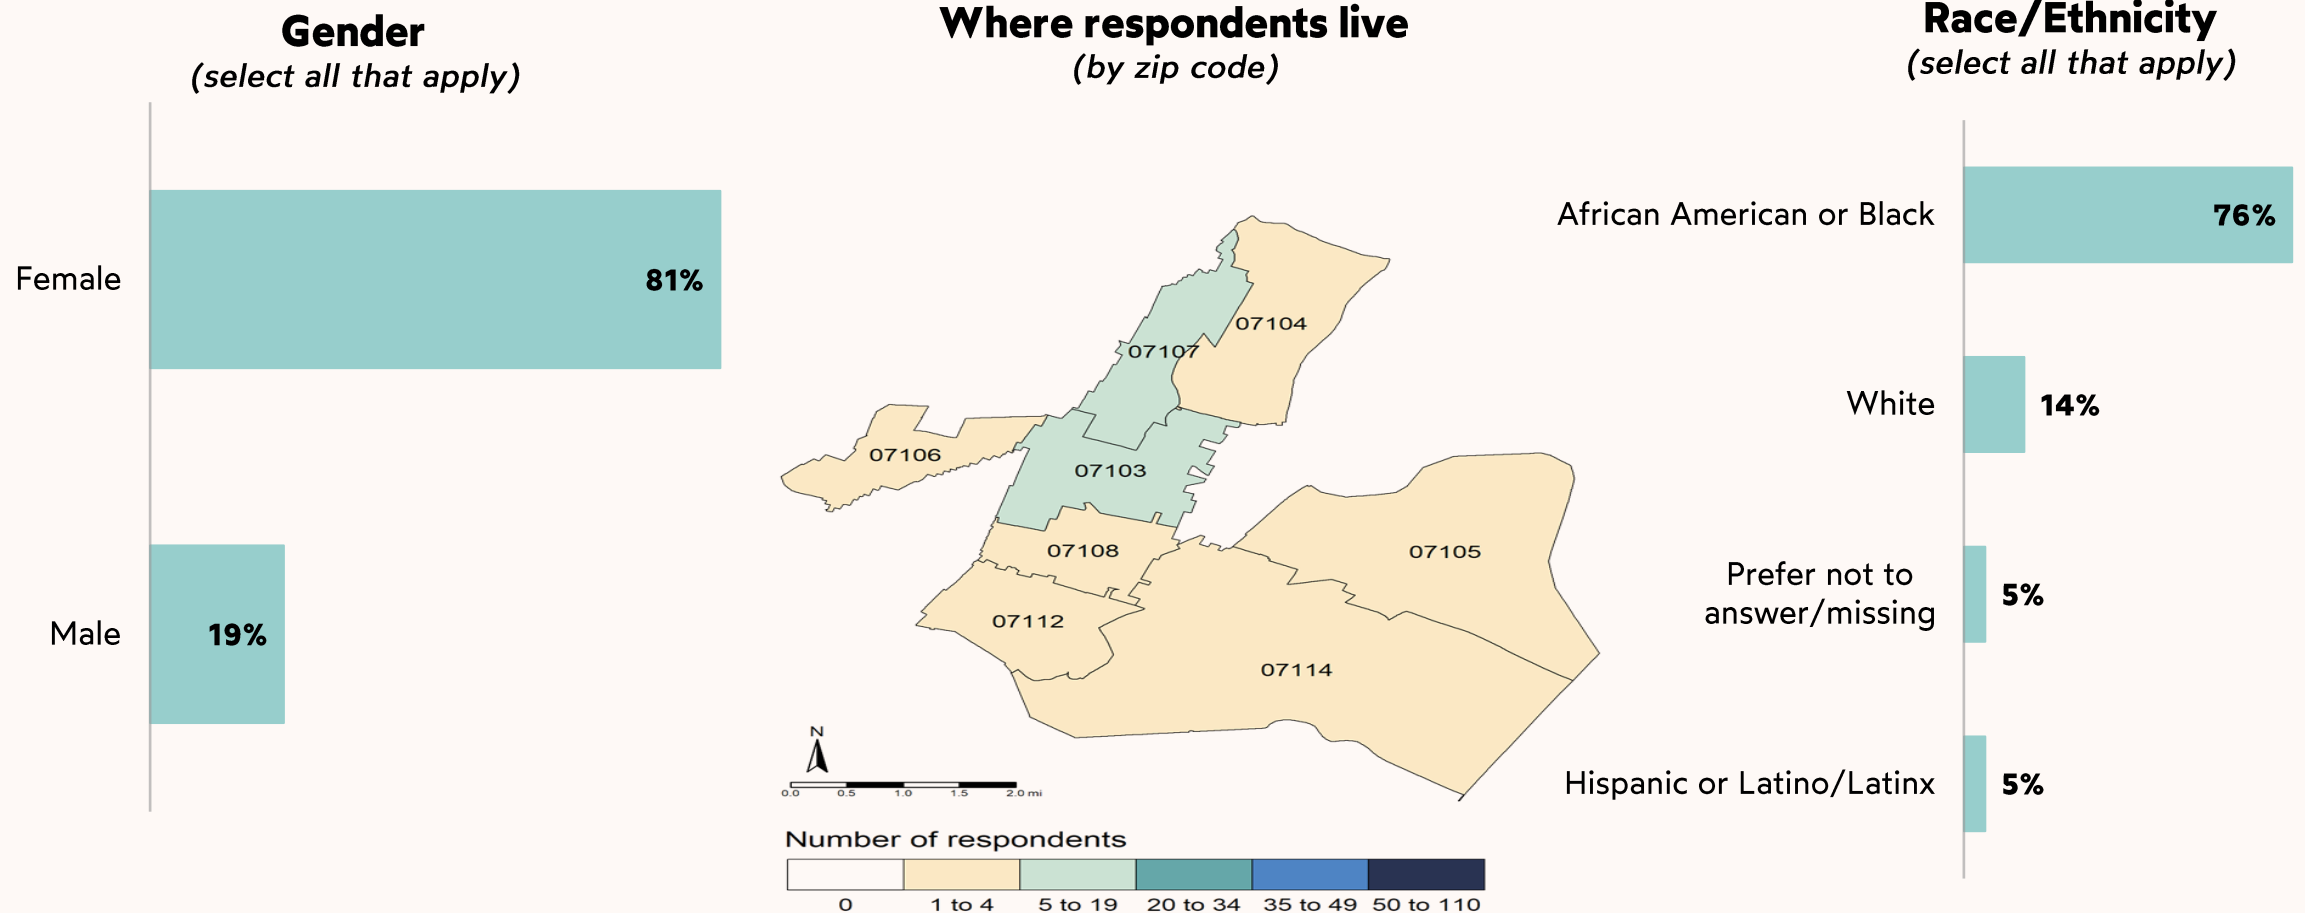 Gender
(select all that apply)
Female
81%
Male
19%
Where respondents live
(by zip code)
07104
07107
07106
07103
07108
07105
07112
07114
N
0.0 0.5 1.0 1.5 2.0 mi
Number of respondents
0 1 to 4 5 to 19 20 to 34 35 to 49 50 to 110
Race/Ethnicity
(select all that apply)
African American or Black
76%
White
14%
Prefer not to
answer/missing
5%
Hispanic or Latino/Latinx
5%